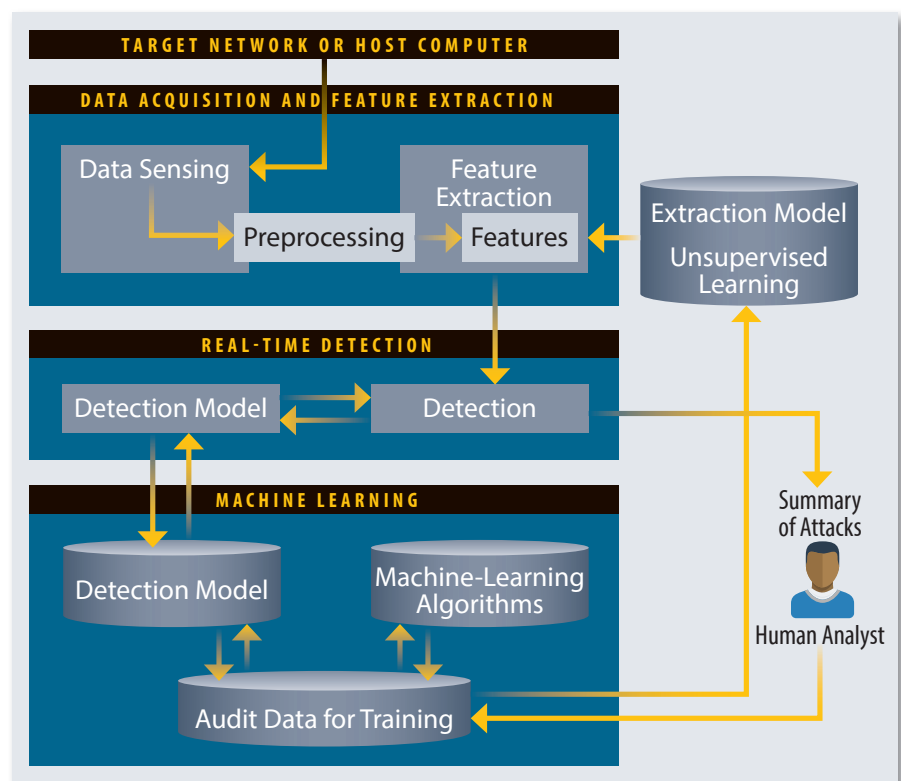 TARGET NETWORK OR HOST COMPUTER
DATA ACQUISITION AND FEATURE EXTRACTION
Data Sensing
Feature
Extraction
Preprocessing
Features
Extraction Model
Unsupervised
Learning
REAL-TIME DETECTION
Detection Model
Detection
MACHINE LEARNING
Detection Model
Machine-Learning
Algorithms
Audit Data for Training
Summary
of Attacks
Human Analyst